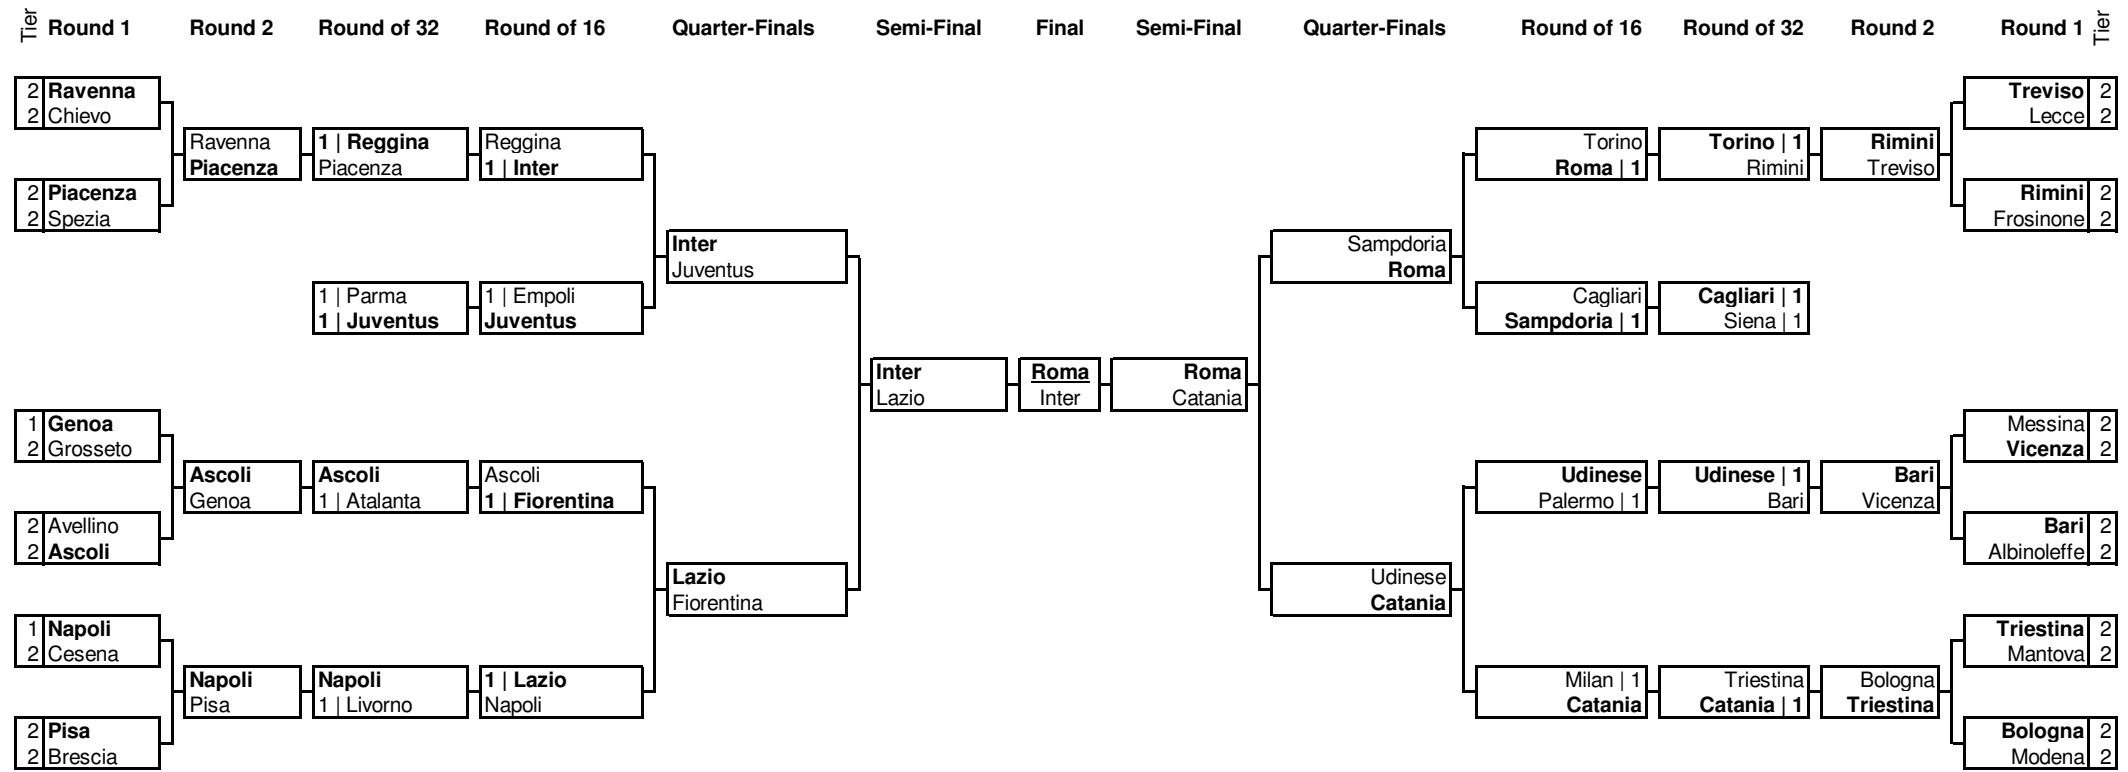 Tier Round 1 Round 2 Round of 32 Round of 16 Quarter-Finals Semi-Final Final Semi-Final Quarter-Finals Round of 16 Round of 32 Round 2 Round 1 Tier
2 Ravenna Treviso 2
2 Chievo Lecce 2
Ravenna 1 | Reggina Reggina Torino Torino | 1 Rimini
Piacenza Piacenza 1 | Inter Roma | 1 Rimini Treviso
2 Piacenza Rimini 2
2 Spezia Frosinone 2
Inter Sampdoria
Juventus Roma
1 | Parma 1 | Empoli Cagliari Cagliari | 1
1 | Juventus Juventus Sampdoria | 1 Siena | 1
Inter Roma Roma
Lazio Inter Catania
1 Genoa Messina 2
2 Grosseto Vicenza 2
Ascoli Ascoli Ascoli Udinese Udinese | 1 Bari
Genoa 1 | Atalanta 1 | Fiorentina Palermo | 1 Bari Vicenza
2 Avellino Bari 2
2 Ascoli Albinoleffe 2
Lazio Udinese
Fiorentina Catania
1 Napoli Triestina 2
2 Cesena Mantova 2
Napoli Napoli 1 | Lazio Milan | 1 Triestina Bologna
Pisa 1 | Livorno Napoli Catania Catania | 1 Triestina
2 Pisa Bologna 2
2 Brescia Modena 2